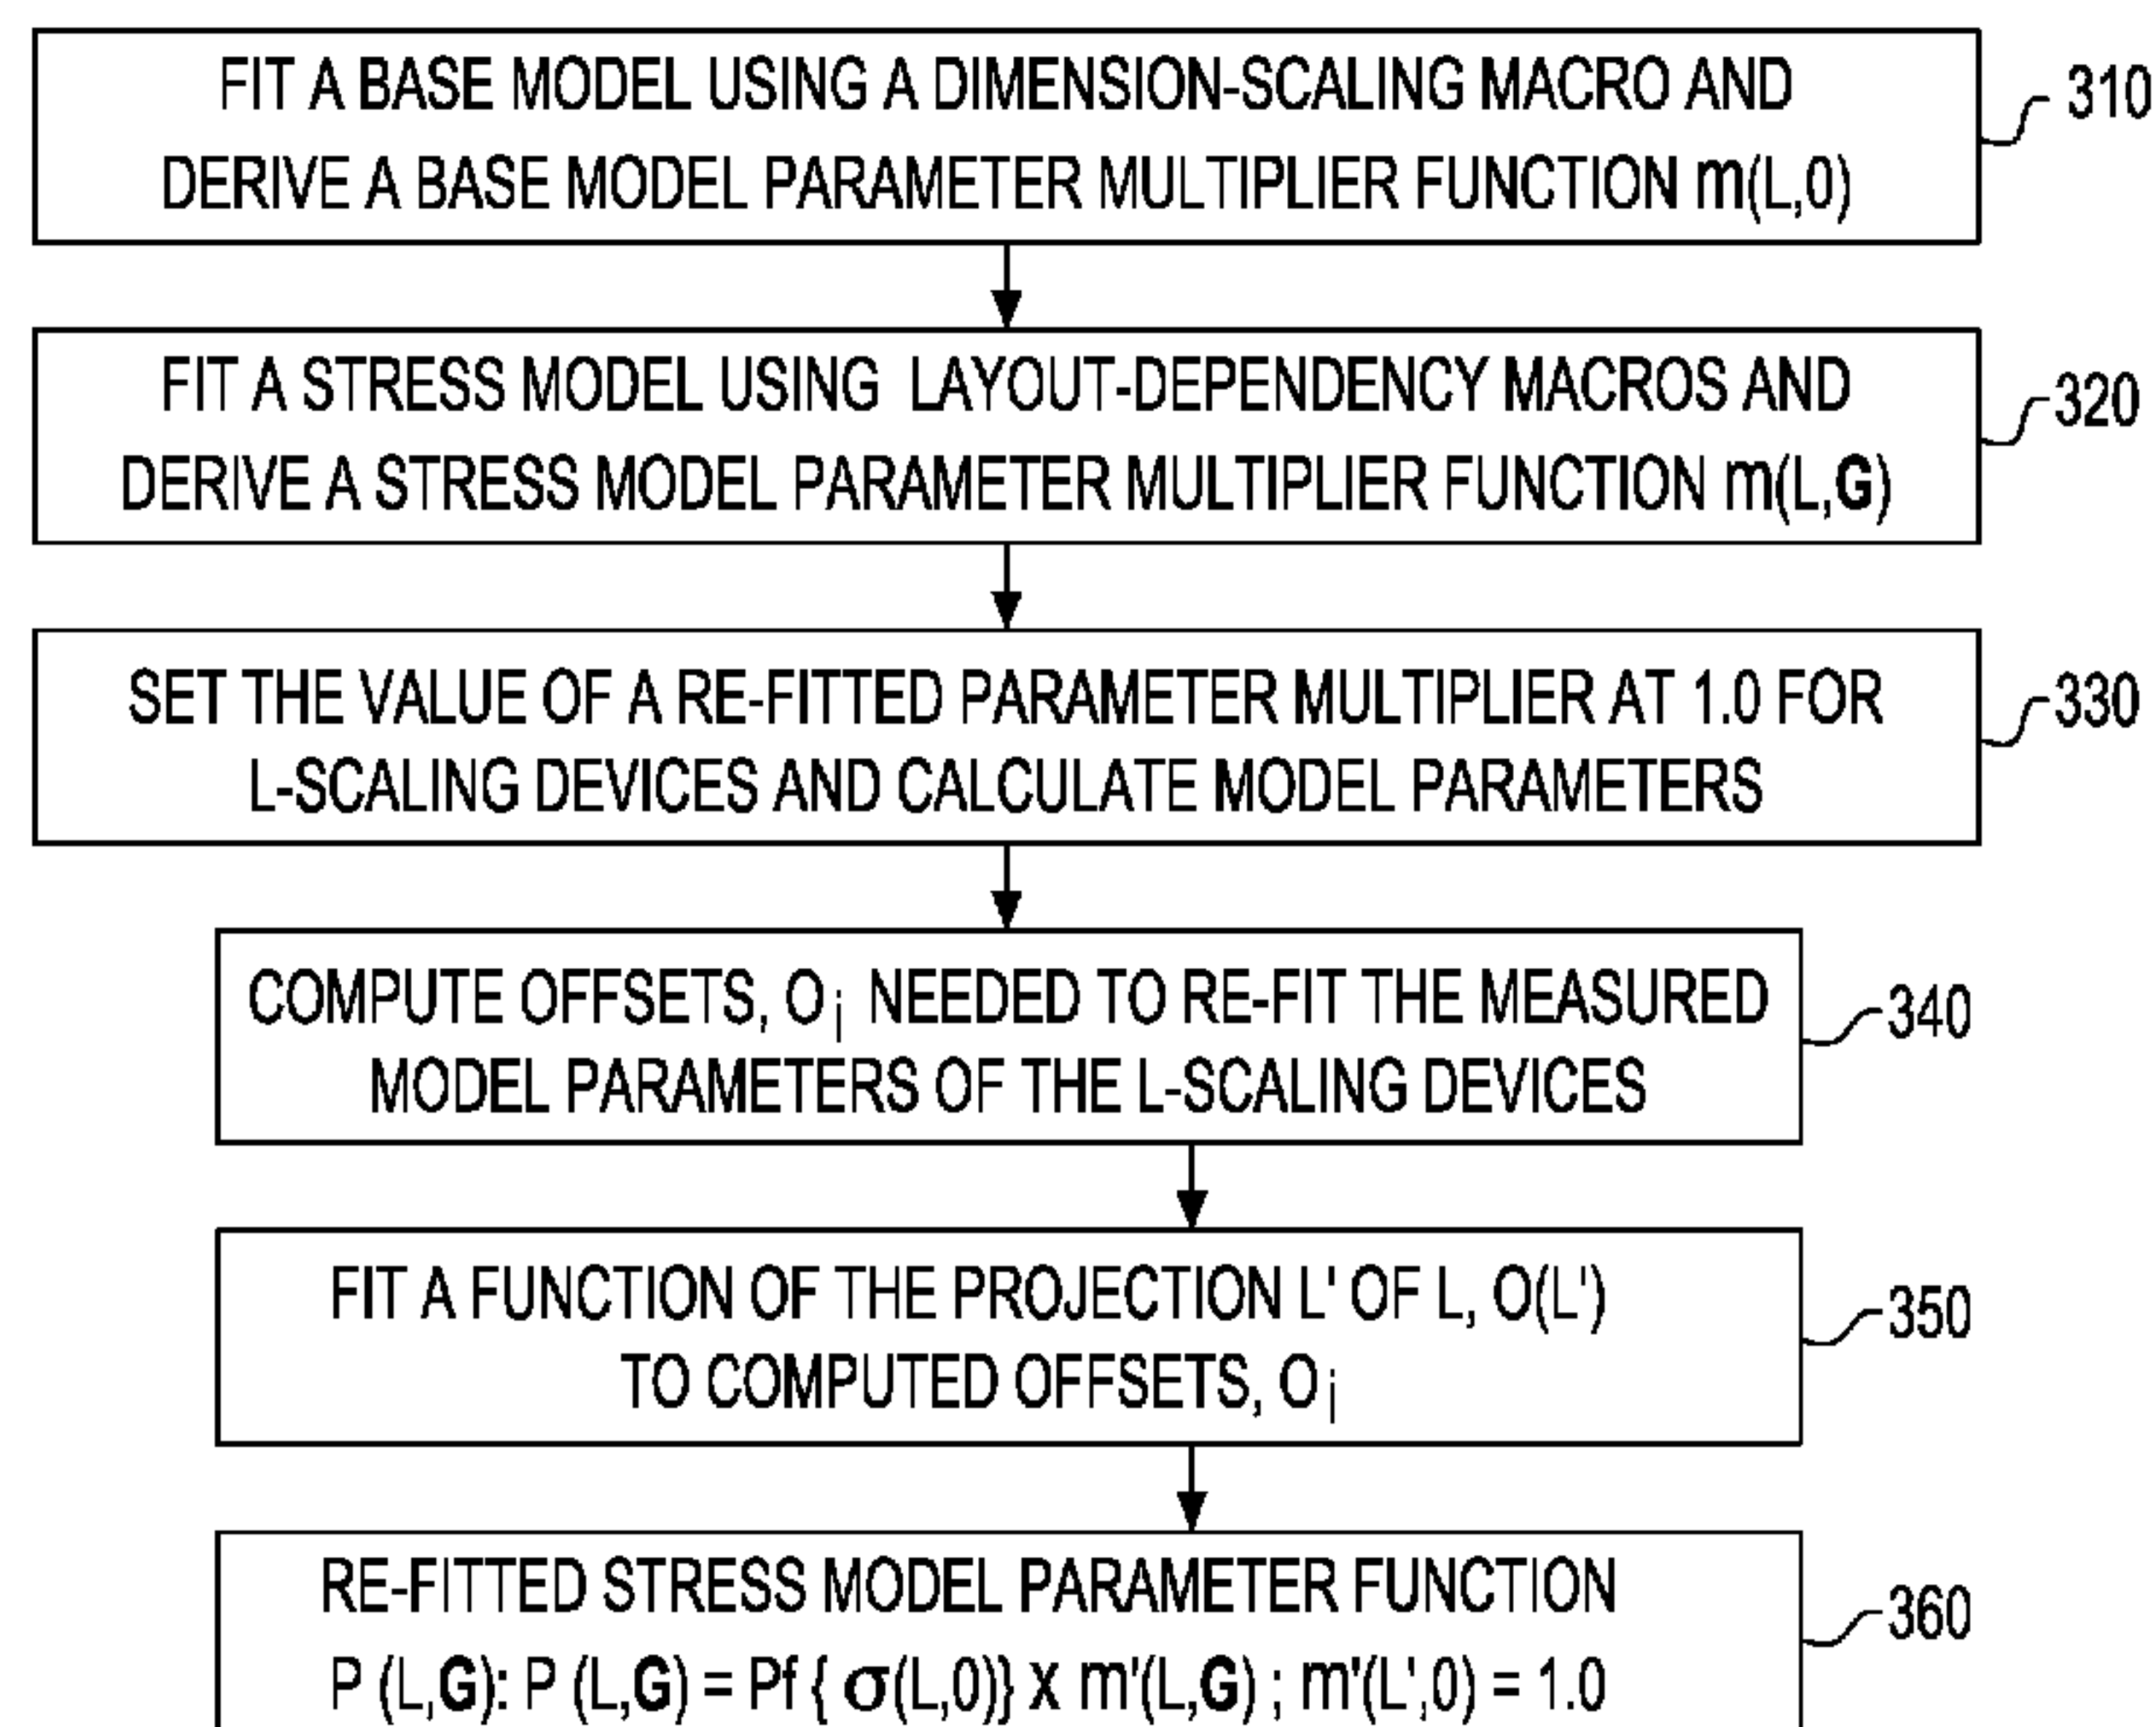 FIT A BASE MODEL USING A DIMENSION-SCALING MACRO AND
DERIVE A BASE MODEL PARAMETER MULTIPLIER FUNCTION m(L,0)
310
FIT A STRESS MODEL USING LAYOUT-DEPENDENCY MACROS AND
DERIVE A STRESS MODEL PARAMETER MULTIPLIER FUNCTION m(L,G)
320
SET THE VALUE OF A RE-FITTED PARAMETER MULTIPLIER AT 1.0 FOR
L-SCALING DEVICES AND CALCULATE MODEL PARAMETERS
330
COMPUTE OFFSETS, O i NEEDED TO RE-FIT THE MEASURED
MODEL PARAMETERS OF THE L-SCALING DEVICES
340
FIT A FUNCTION OF THE PROJECTION L' OF L, O(L')
TO COMPUTED OFFSETS, O i
350
RE-FITTED STRESS MODEL PARAMETER FUNCTION
P (L,G): P (L,G) = Pf { σ(L,0)} X m'(L,G) ; m'(L',0) = 1.0
360